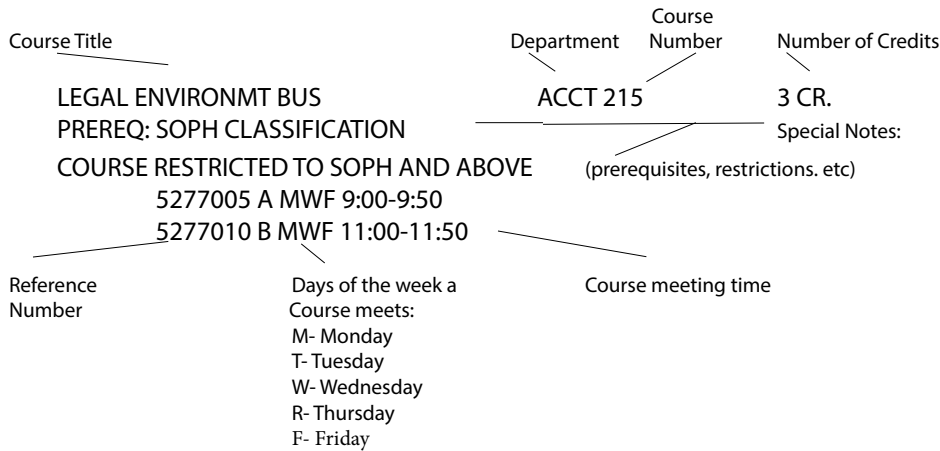 Course
Course Title Department Number Number of Credits
LEGAL ENVIRONMT BUS ACCT 215 3 CR.
PREREQ: SOPH CLASSIFICATION Special Notes:
COURSE RESTRICTED TO SOPH AND ABOVE (prerequisites, restrictions. etc)
5277005 A MWF 9:00-9:50
5277010 B MWF 11:00-11:50
Reference Days of the week a Course meeting time
Number Course meets:
M- Monday
T- Tuesday
W- Wednesday
R- Thursday
F- Friday